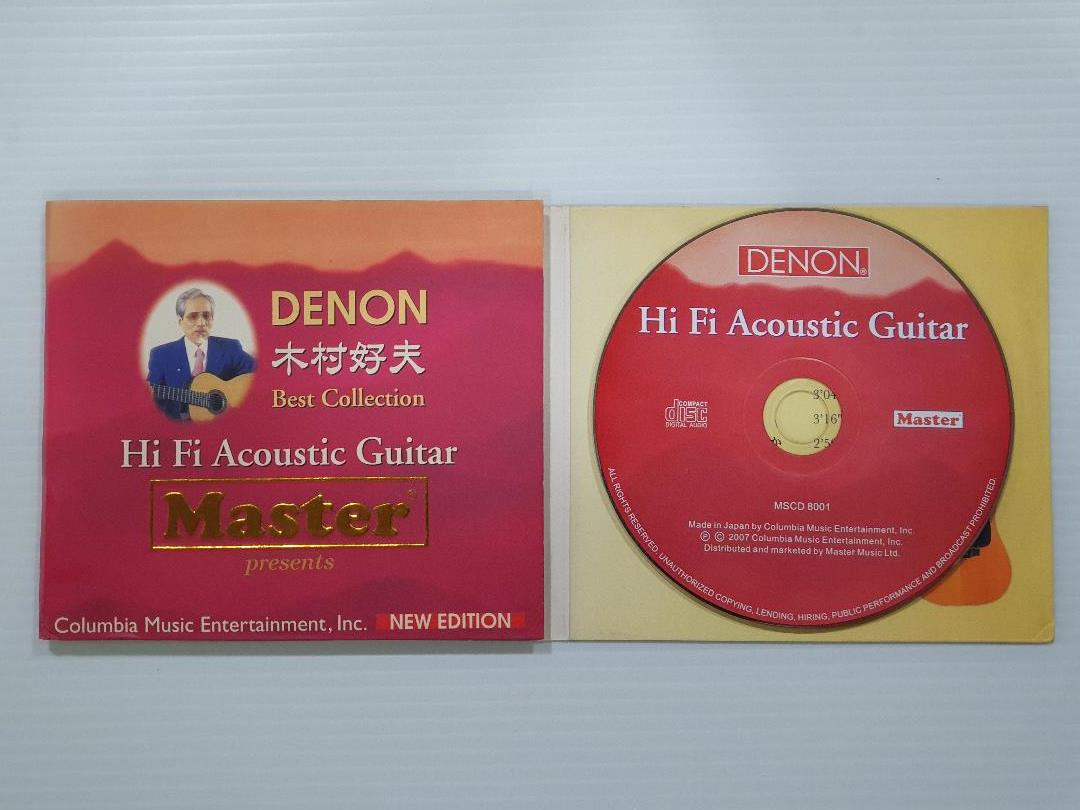 DENON
木村好夫
Best Collection
Hi Fi Acoustic Guitar
Master®
presents
Columbia Music Entertainment, Inc. NEW EDITION
DENON®
Hi Fi Acoustic Guitar
COMPACT
disc
DIGITAL AUDIO
3'04
3'16"
Master
MSCD 8001
Made in Japan by Columbia Music Entertainment, Inc.
Ⓟ © 2007 Columbia Music Entertainment, Inc.
Distributed and marketed by Master Music Ltd.
ALL RIGHTS RESERVED. UNAUTHORIZED COPYING, LENDING, HIRING, PUBLIC PERFORMANCE AND BROADCAST PROHIBITED.